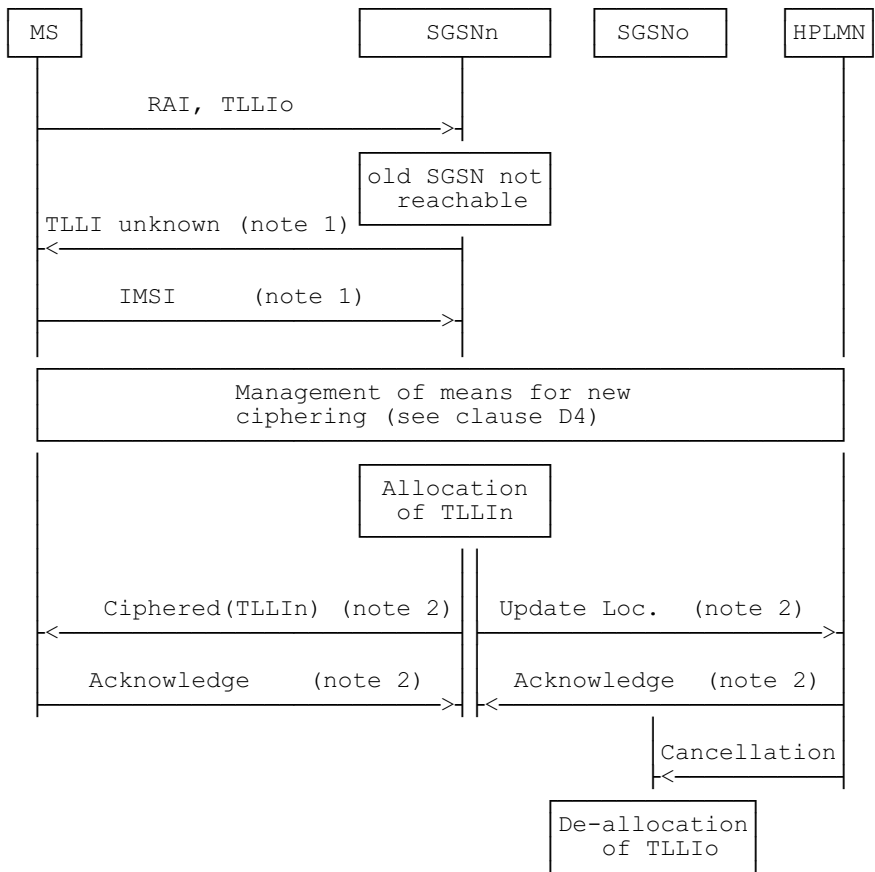 MS SGSNn SGSNo HPLMN
RAI, TLLIo
old SGSN not
reachable
TLLI unknown (note 1)
IMSI (note 1)
Management of means for new
ciphering (see clause D4)
Allocation
of TLLIn
Ciphered(TLLIn) (note 2) Update Loc. (note 2)
Acknowledge (note 2) Acknowledge (note 2)
Cancellation
De-allocation
of TLLIo